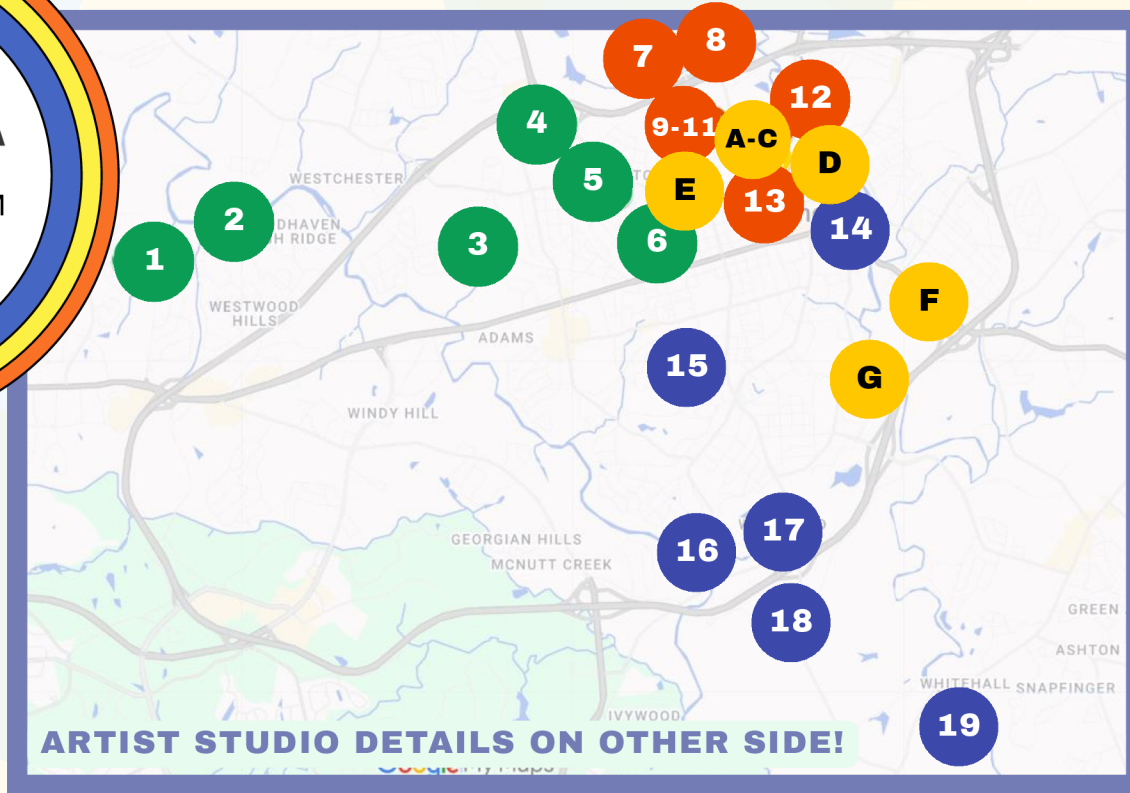 8
7
12
4
9-11
A-C
D
WESTCHESTER
5
E
13
2
DHAVEN
H RIDGE
14
3
6
1
F
WESTWOOD
HILLS
ADAMS
15
G
WINDY HILL
17
GEORGIAN HILLS
16
MCNUTT CREEK
18
GREEN
ASHTON
WHITEHALL
SNAPFINGER
IVYWOOD
19
ARTIST STUDIO DETAILS ON OTHER SIDE!